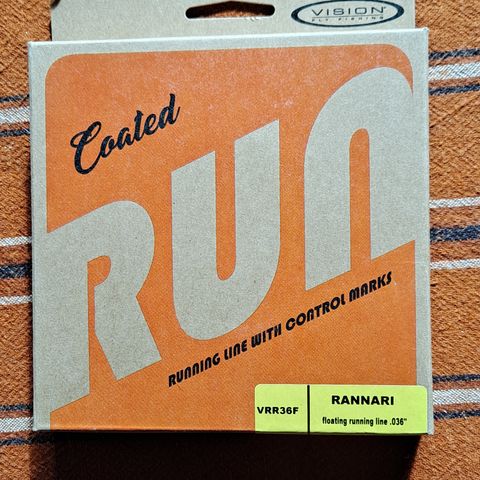 VISION
FLY FISHING
Coated
RUN
RUNNING LINE WITH CONTROL MARKS
VRR36F
RANNARI
floating running line .036"